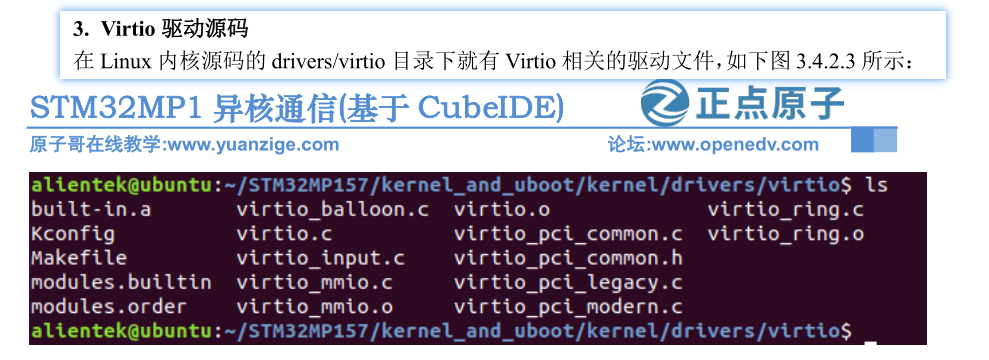 3. Virtio 驱动源码
在 Linux 内核源码的 drivers/virtio 目录下就有 Virtio 相关的驱动文件，如下图 3.4.2.3 所示：
STM32MP1 异核通信(基于 CubeIDE) 正点原子
原子哥在线教学:www.yuanzige.com 论坛:www.openedv.com
alientek@ubuntu:~/STM32MP157/kernel_and_uboot/kernel/drivers/virtio$ ls
built-in.a virtio_balloon.c virtio.o virtio_ring.c
Kconfig virtio.c virtio_pci_common.c virtio_ring.o
Makefile virtio_input.c virtio_pci_common.h
modules.builtin virtio_mmio.c virtio_pci_legacy.c
modules.order virtio_mmio.o virtio_pci_modern.c
alientek@ubuntu:~/STM32MP157/kernel_and_uboot/kernel/drivers/virtio$